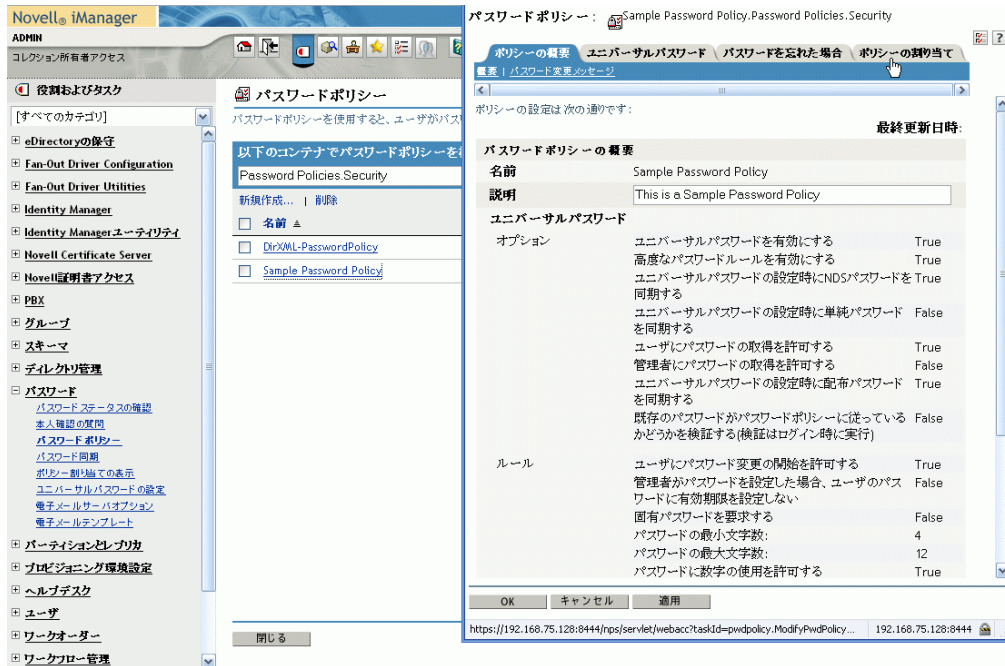 Novell® iManager
ADMIN
コレクション所有者アクセス
役割およびタスク
[すべてのカテゴリ]
eDirectoryの保守
Fan-Out Driver Configuration
Fan-Out Driver Utilities
Identity Manager
Identity Managerユーティリティ
Novell Certificate Server
Novell証明書アクセス
PBX
グループ
スキーマ
ディレクトリ管理
パスワード
パスワードステータスの確認
本人確認の質問
パスワードポリシー
パスワード同期
ポリシー割り当ての表示
ユニバーサルパスワードの設定
電子メールサーバオプション
電子メールテンプレート
パーティションとレプリカ
プロビジョニング環境設定
ヘルプデスク
ユーザ
ワークオーダー
ワークフロー管理
パスワードポリシー
パスワードポリシーを使用すると、ユーザがパス
以下のコンテナでパスワードポリシーを
Password Policies.Security
新規作成... | 削除
名前
DirXML-PasswordPolicy
Sample Password Policy
閉じる
パスワードポリシー: Sample Password Policy.Password Policies.Security
ポリシーの概要 ユニバーサルパスワード パスワードを忘れた場合 ポリシーの割り当て
概要 | パスワード変更メッセージ
ポリシーの設定は次の通りです:
最終更新日時:
パスワードポリシーの概要
名前 Sample Password Policy
説明 This is a Sample Password Policy
ユニバーサルパスワード
オプション ユニバーサルパスワードを有効にする True
高度なパスワードルールを有効にする True
ユニバーサルパスワードの設定時にNDSパスワードを True
同期する
ユニバーサルパスワードの設定時に単純パスワード False
を同期する
ユーザにパスワードの取得を許可する True
管理者にパスワードの取得を許可する False
ユニバーサルパスワードの設定時に配布パスワード True
を同期する
既存のパスワードがパスワードポリシーに従っている False
かどうかを検証する(検証はログイン時に実行)
ルール ユーザにパスワード変更の開始を許可する True
管理者がパスワードを設定した場合、ユーザのパス False
ワードに有効期限を設定しない
固有パスワードを要求する False
パスワードの最小文字数: 4
パスワードの最大文字数: 12
パスワードに数字の使用を許可する True
OK キャンセル 適用
https://192.168.75.128:8444/nps/servlet/webacc?taskId=pwdpolicy.ModifyPwdPolicy... 192.168.75.128:8444